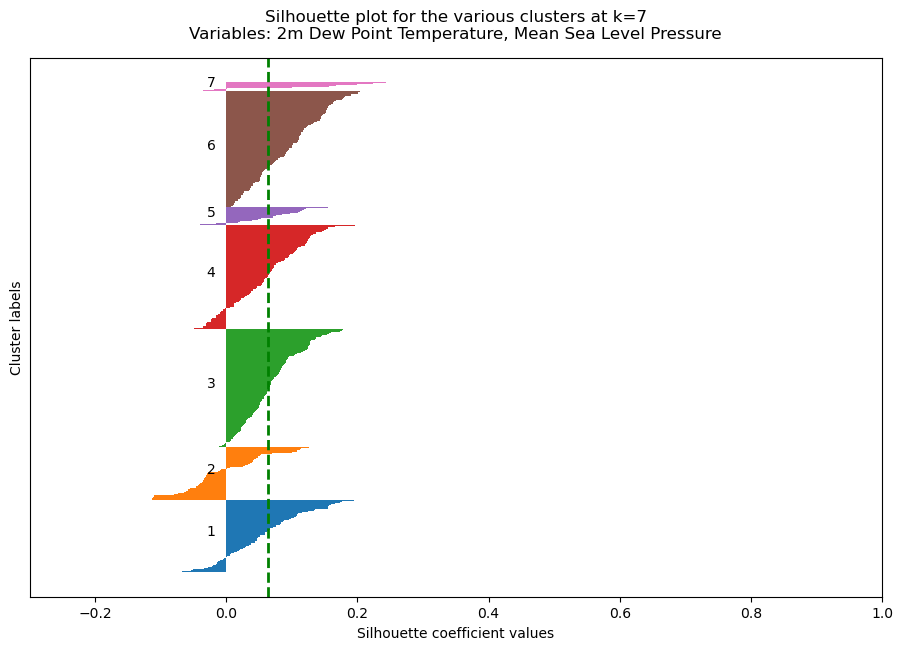 Silhouette plot for the various clusters at k=7
Variables: 2m Dew Point Temperature, Mean Sea Level Pressure
Cluster labels
7
6
5
4
3
2
1
−0.2 0.0 0.2 0.4 0.6 0.8 1.0
Silhouette coefficient values